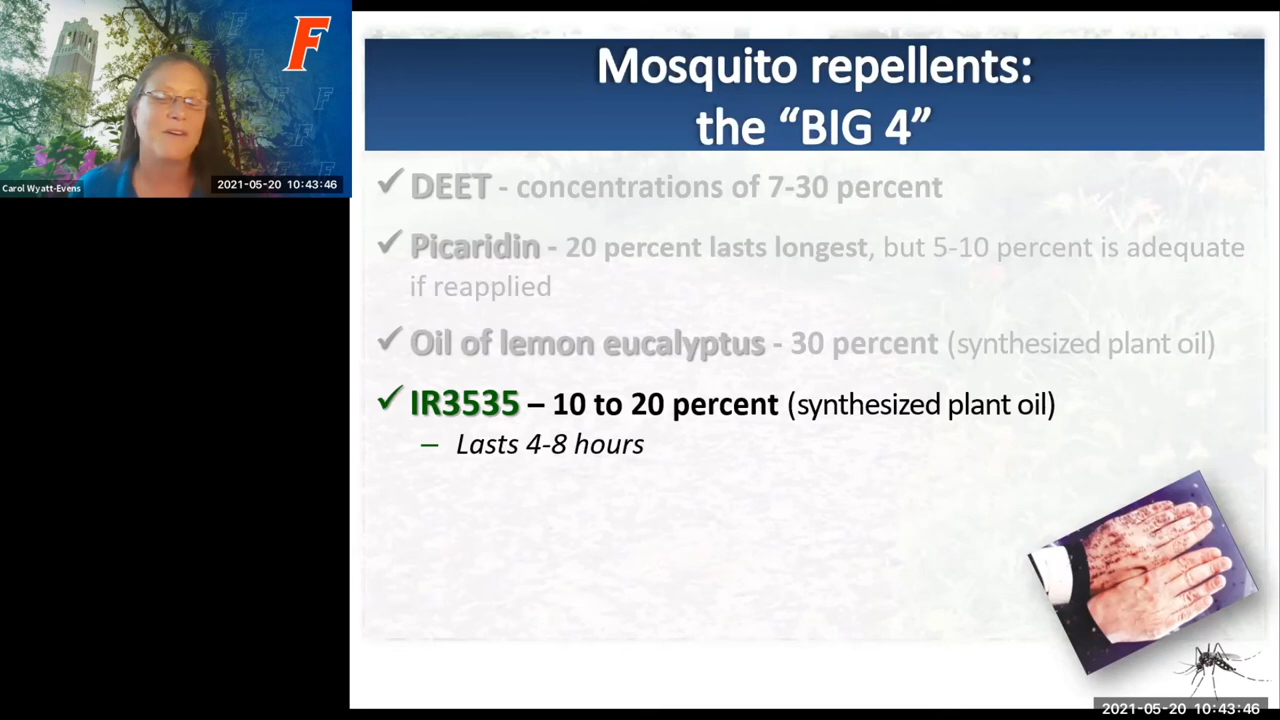 F
Carol Wyatt-Evens
2021-05-20 10:43:46
Mosquito repellents:
the “BIG 4”
✓ DEET - concentrations of 7-30 percent
✓ Picaridin - 20 percent lasts longest, but 5-10 percent is adequate
if reapplied
✓ Oil of lemon eucalyptus - 30 percent (synthesized plant oil)
✓ IR3535 – 10 to 20 percent (synthesized plant oil)
– Lasts 4-8 hours
2021-05-20 10:43:46